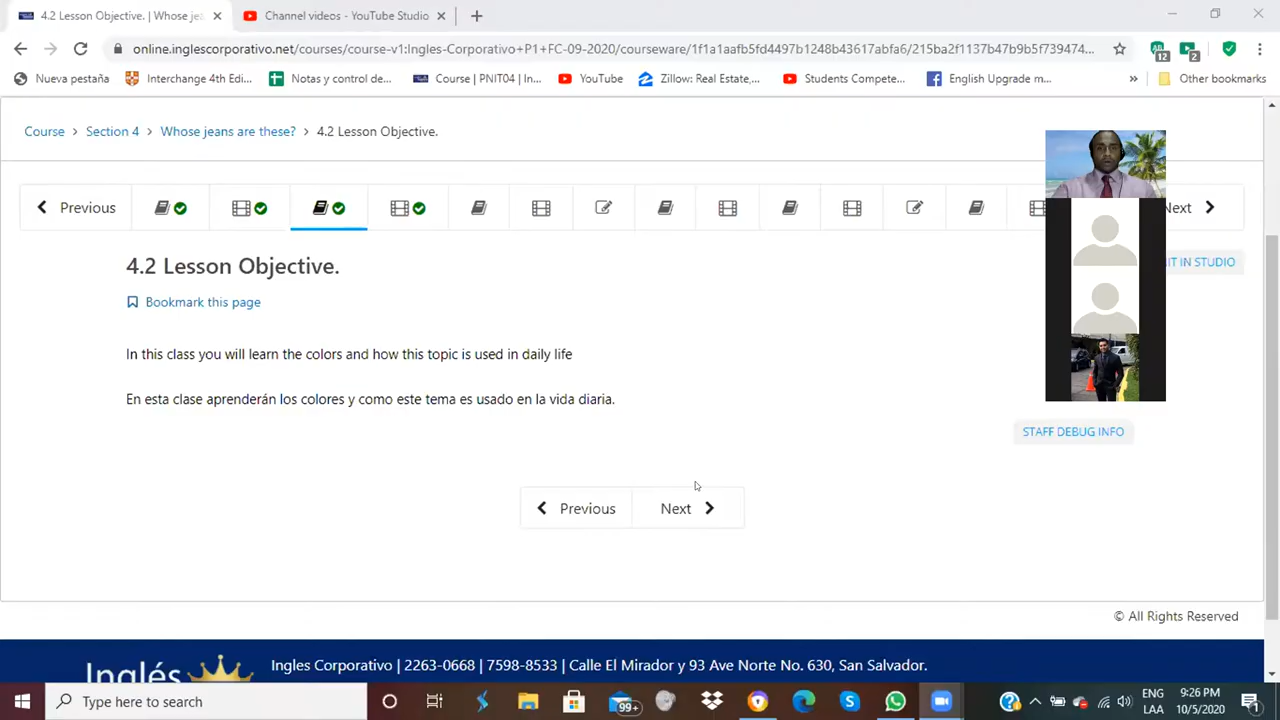 4.2 Lesson Objective. | Whose je
Channel videos - YouTube Studio
online.inglescorporativo.net/courses/course-v1:Ingles-Corporativo+P1+FC-09-2020/courseware/1f1a1aafb5fd4497b1248b43617abfa6/215ba2f1137b47b9b5f739474...
12
2
Nueva pestaña
Interchange 4th Edi...
Notas y control de...
Course | PNIT04 | In...
YouTube
Zillow: Real Estate,...
Students Compete...
English Upgrade m...
»
Other bookmarks
Course > Section 4 > Whose jeans are these? > 4.2 Lesson Objective.
Previous
Next
4.2 Lesson Objective.
IT IN STUDIO
Bookmark this page
In this class you will learn the colors and how this topic is used in daily life
En esta clase aprenderán los colores y como este tema es usado en la vida diaria.
STAFF DEBUG INFO
Previous
Next
© All Rights Reserved
Inglés
Ingles Corporativo | 2263-0668 | 7598-8533 | Calle El Mirador y 93 Ave Norte No. 630, San Salvador.
Type here to search
99+
ENG
LAA
9:26 PM
10/5/2020
1